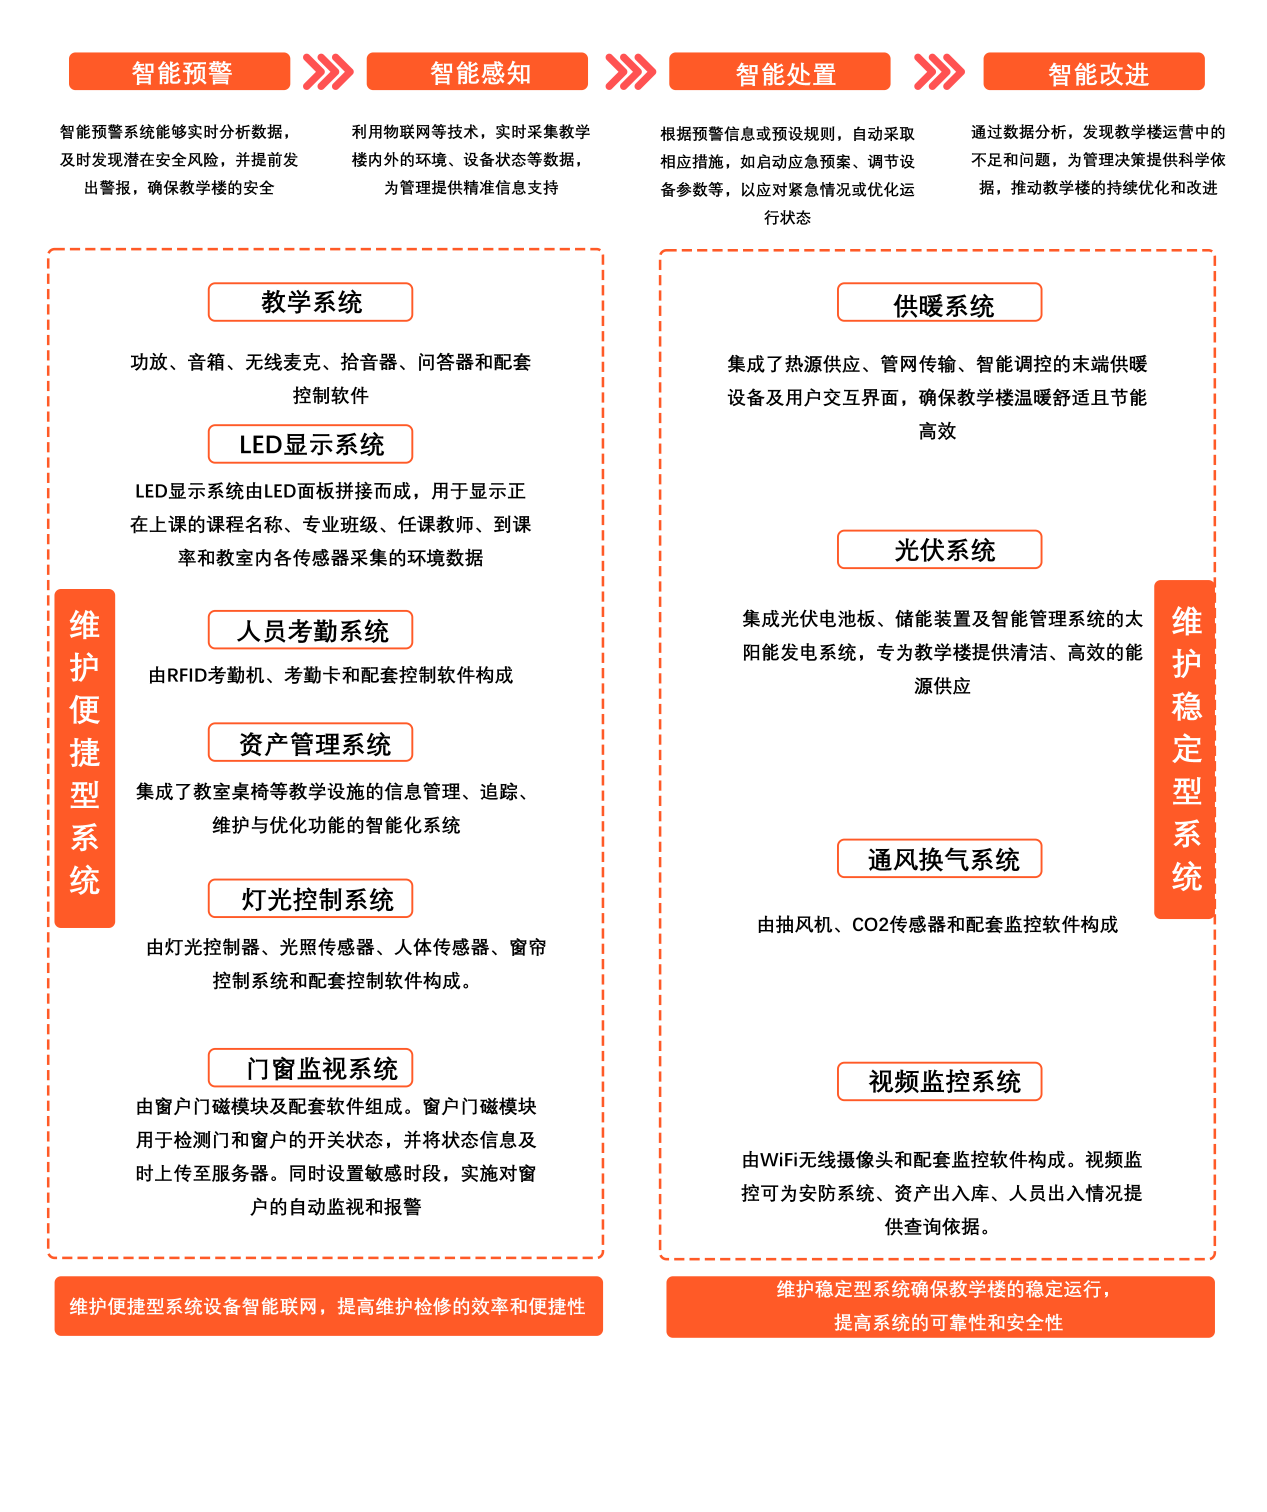 智能预警
智能感知
智能处置
智能改进
智能预警系统能够实时分析数据，
及时发现潜在安全风险，并提前发
出警报，确保教学楼的安全
利用物联网等技术，实时采集教学
楼内外的环境、设备状态等数据，
为管理提供精准信息支持
根据预警信息或预设规则，自动采取
相应措施，如启动应急预案、调节设
备参数等，以应对紧急情况或优化运
行状态
通过数据分析，发现教学楼运营中的
不足和问题，为管理决策提供科学依
据，推动教学楼的持续优化和改进
维护便捷型系统
教学系统
功放、音箱、无线麦克、拾音器、问答器和配套
控制软件
LED显示系统
LED显示系统由LED面板拼接而成，用于显示正
在上课的课程名称、专业班级、任课教师、到课
率和教室内各传感器采集的环境数据
人员考勤系统
由RFID考勤机、考勤卡和配套控制软件构成
资产管理系统
集成了教室桌椅等教学设施的信息管理、追踪、
维护与优化功能的智能化系统
灯光控制系统
由灯光控制器、光照传感器、人体传感器、窗帘
控制系统和配套控制软件构成。
门窗监视系统
由窗户门磁模块及配套软件组成。窗户门磁模块
用于检测门和窗户的开关状态，并将状态信息及
时上传至服务器。同时设置敏感时段，实施对窗
户的自动监视和报警
维护便捷型系统设备智能联网，提高维护检修的效率和便捷性
供暖系统
集成了热源供应、管网传输、智能调控的末端供暖
设备及用户交互界面，确保教学楼温暖舒适且节能
高效
光伏系统
集成光伏电池板、储能装置及智能管理系统的太
阳能发电系统，专为教学楼提供清洁、高效的能
源供应
通风换气系统
由抽风机、CO2传感器和配套监控软件构成
视频监控系统
由WiFi无线摄像头和配套监控软件构成。视频监
控可为安防系统、资产出入库、人员出入情况提
供查询依据。
维护稳定型系统
维护稳定型系统确保教学楼的稳定运行，
提高系统的可靠性和安全性